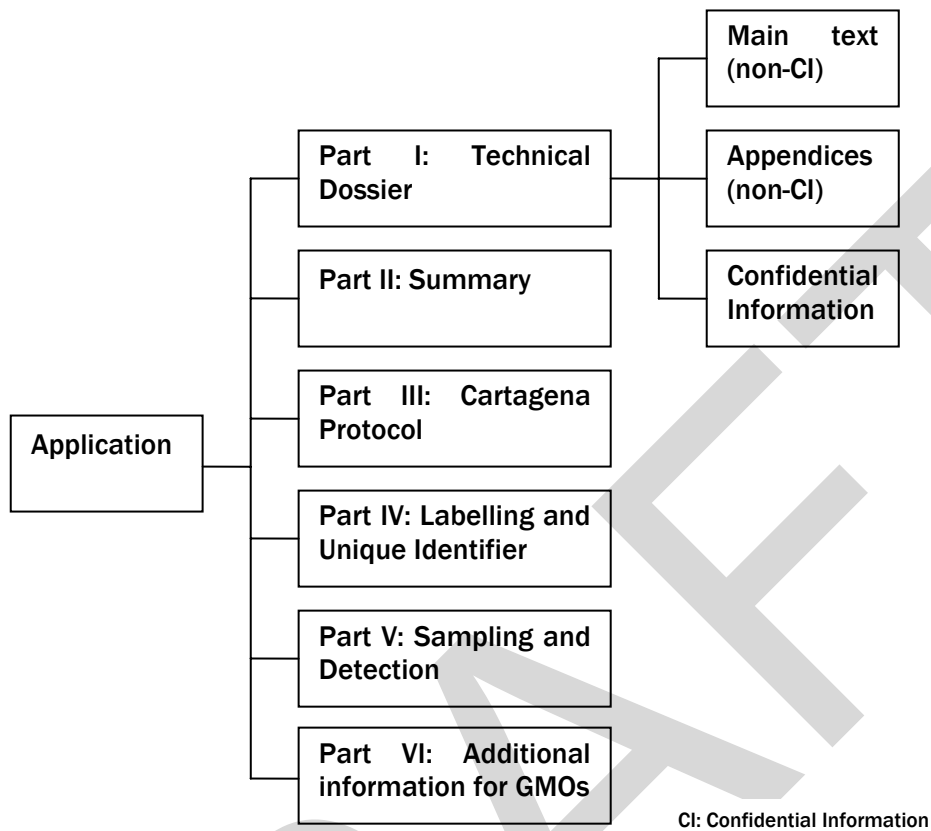 Application
Part I: Technical
Dossier
Part II: Summary
Part III: Cartagena
Protocol
Part IV: Labelling and
Unique Identifier
Part V: Sampling and
Detection
Part VI: Additional
information for GMOs
Main text
(non-CI)
Appendices
(non-CI)
Confidential
Information
CI: Confidential Information